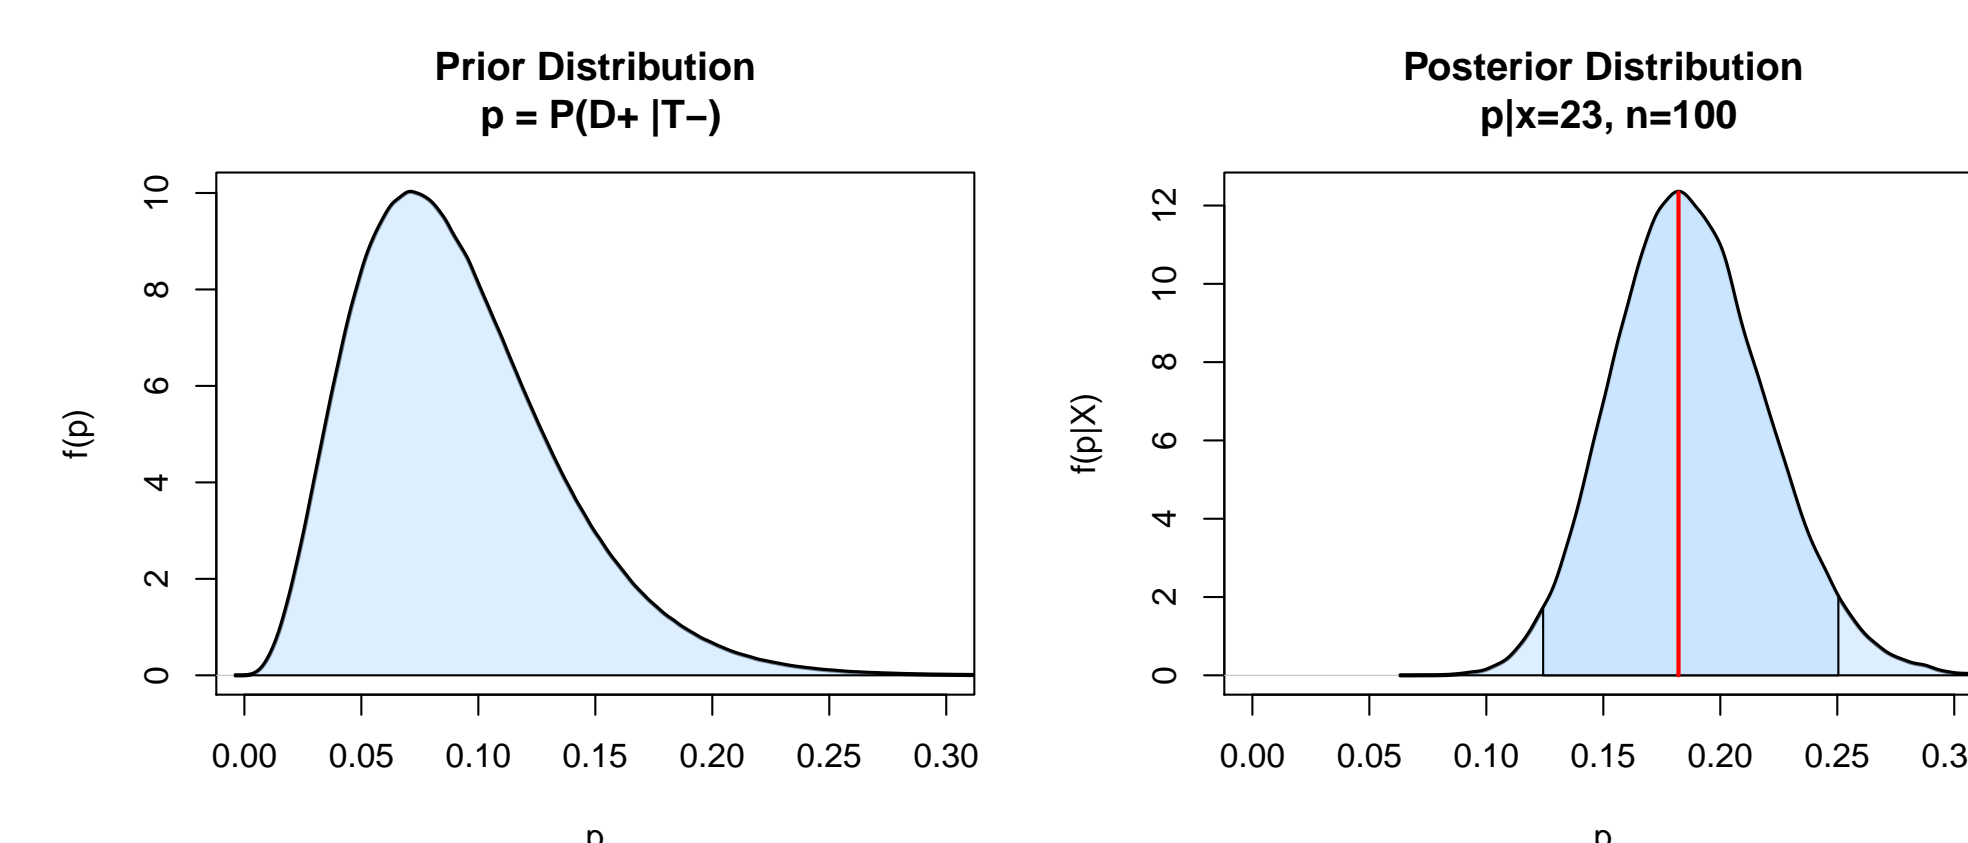 Prior Distribution
p = P(D+ |T−)
f(p)
10
8
6
4
2
0
0.00 0.05 0.10 0.15 0.20 0.25 0.30
p
Posterior Distribution
p|x=23, n=100
f(p|X)
12
10
8
6
4
2
0
0.00 0.05 0.10 0.15 0.20 0.25 0.3
p